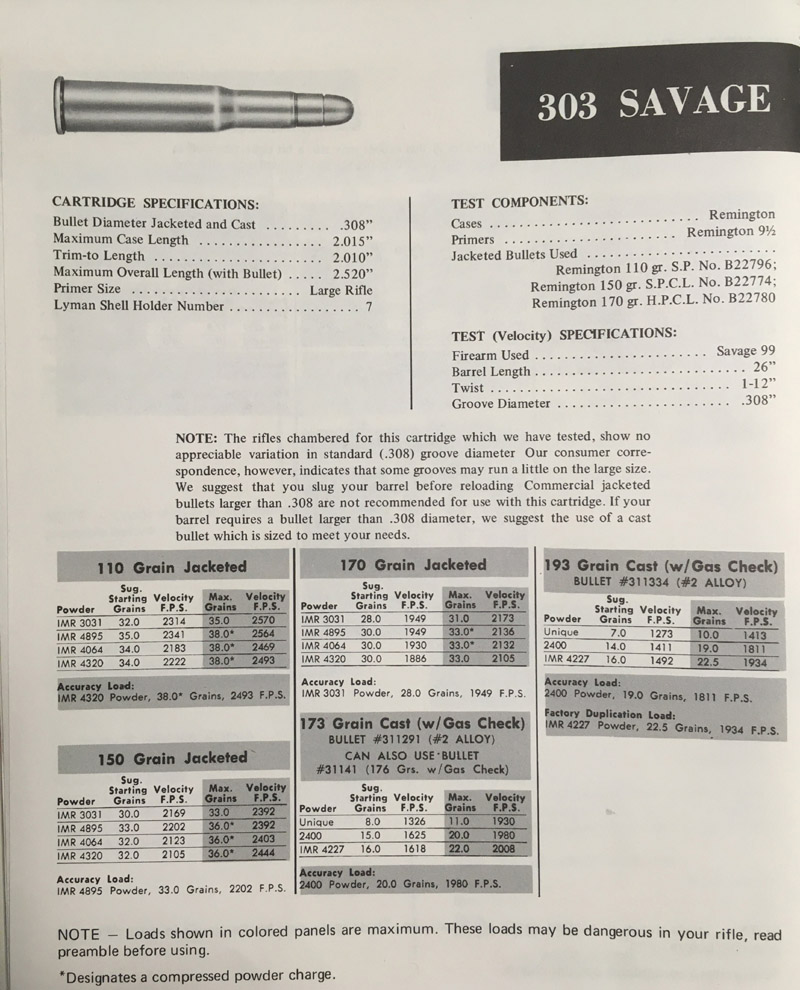 303 SAVAGE
CARTRIDGE SPECIFICATIONS:
Bullet Diameter Jacketed and Cast ......... .308”
Maximum Case Length ................ 2.015”
Trim-to Length ..................... 2.010”
Maximum Overall Length (with Bullet) ..... 2.520”
Primer Size ....................... Large Rifle
Lyman Shell Holder Number .................. 7
TEST COMPONENTS:
Cases ............................. Remington
Primers ........................ Remington 9½
Jacketed Bullets Used ..........................
Remington 110 gr. S.P. No. B22796;
Remington 150 gr. S.P.C.L. No. B22774;
Remington 170 gr. H.P.C.L. No. B22780
TEST (Velocity) SPECIFICATIONS:
Firearm Used ........................ Savage 99
Barrel Length ............................. 26”
Twist .................................. 1-12”
Groove Diameter ........................ .308”
NOTE: The rifles chambered for this cartridge which we have tested, show no
appreciable variation in standard (.308) groove diameter Our consumer corre-
spondence, however, indicates that some grooves may run a little on the large size.
We suggest that you slug your barrel before reloading Commercial jacketed
bullets larger than .308 are not recommended for use with this cartridge. If your
barrel requires a bullet larger than .308 diameter, we suggest the use of a cast
bullet which is sized to meet your needs.
110 Grain Jacketed
Powder Sug. Starting Grains Velocity F.P.S. Max. Grains Velocity F.P.S.
IMR 3031 32.0 2314 35.0 2570
IMR 4895 35.0 2341 38.0* 2564
IMR 4064 34.0 2183 38.0* 2469
IMR 4320 34.0 2222 38.0* 2493
Accuracy Load:
IMR 4320 Powder, 38.0* Grains, 2493 F.P.S.
150 Grain Jacketed
Powder Sug. Starting Grains Velocity F.P.S. Max. Grains Velocity F.P.S.
IMR 3031 30.0 2169 33.0 2392
IMR 4895 33.0 2202 36.0* 2392
IMR 4064 32.0 2123 36.0* 2403
IMR 4320 32.0 2105 36.0* 2444
Accuracy Load:
IMR 4895 Powder, 33.0 Grains, 2202 F.P.S.
170 Grain Jacketed
Powder Sug. Starting Grains Velocity F.P.S. Max. Grains Velocity F.P.S.
IMR 3031 28.0 1949 31.0 2173
IMR 4895 30.0 1949 33.0* 2136
IMR 4064 30.0 1930 33.0* 2132
IMR 4320 30.0 1886 33.0 2105
Accuracy Load:
IMR 3031 Powder, 28.0 Grains, 1949 F.P.S.
173 Grain Cast (w/Gas Check)
BULLET #311291 (#2 ALLOY)
CAN ALSO USE BULLET
#31141 (176 Grs. w/Gas Check)
Powder Sug. Starting Grains Velocity F.P.S. Max. Grains Velocity F.P.S.
Unique 8.0 1326 11.0 1930
2400 15.0 1625 20.0 1980
IMR 4227 16.0 1618 22.0 2008
Accuracy Load:
2400 Powder, 20.0 Grains, 1980 F.P.S.
193 Grain Cast (w/Gas Check)
BULLET #311334 (#2 ALLOY)
Powder Sug. Starting Grains Velocity F.P.S. Max. Grains Velocity F.P.S.
Unique 7.0 1273 10.0 1413
2400 14.0 1411 19.0 1811
IMR 4227 16.0 1492 22.5 1934
Accuracy Load:
2400 Powder, 19.0 Grains, 1811 F.P.S.
Factory Duplication Load:
IMR 4227 Powder, 22.5 Grains, 1934 F.P.S.
NOTE – Loads shown in colored panels are maximum. These loads may be dangerous in your rifle, read
preamble before using.
*Designates a compressed powder charge.